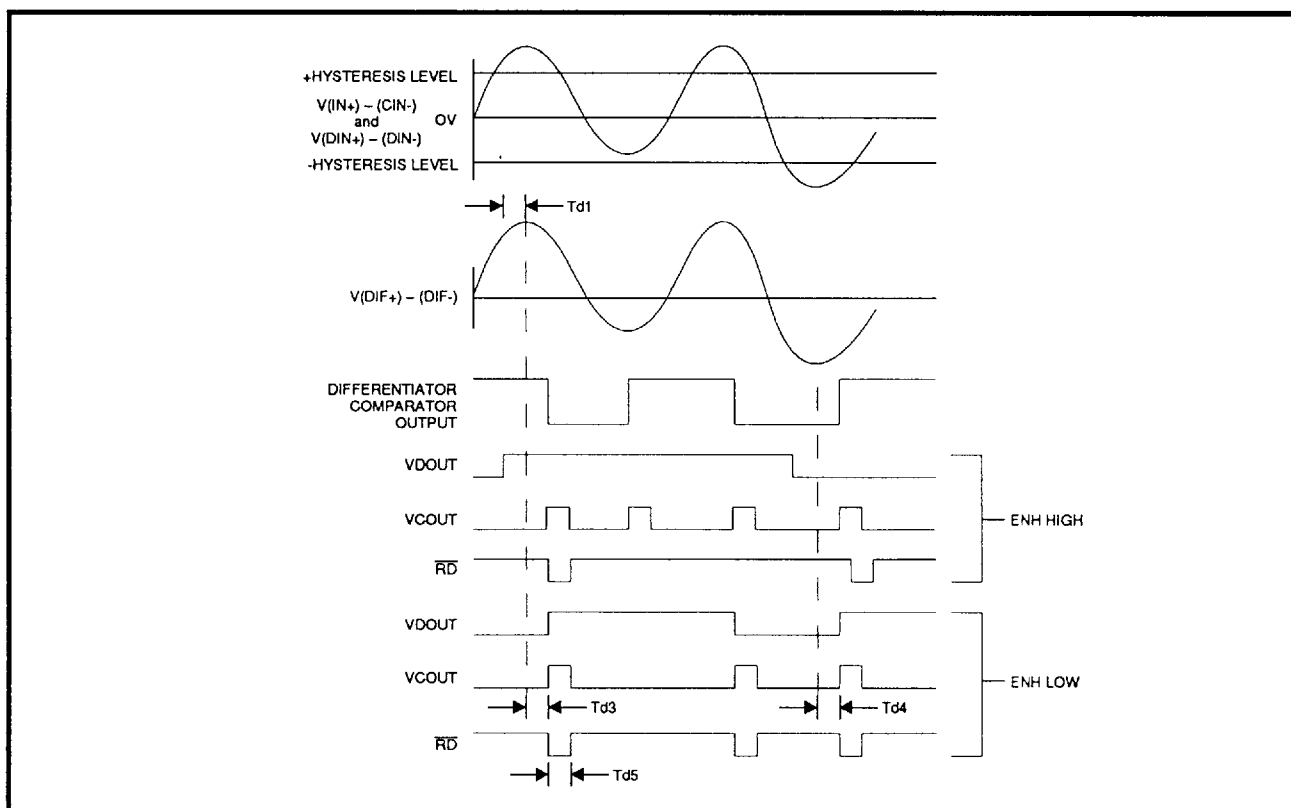 +HYSTERESIS LEVEL
V(IN+) – (CIN-)
and OV
V(DIN+) – (DIN-)
-HYSTERESIS LEVEL
Td1
V(DIF+) – (DIF-)
DIFFERENTIATOR
COMPARATOR
OUTPUT
VDOUT
VCOUT
ENH HIGH
RD
VDOUT
VCOUT
ENH LOW
Td3
Td4
RD
Td5